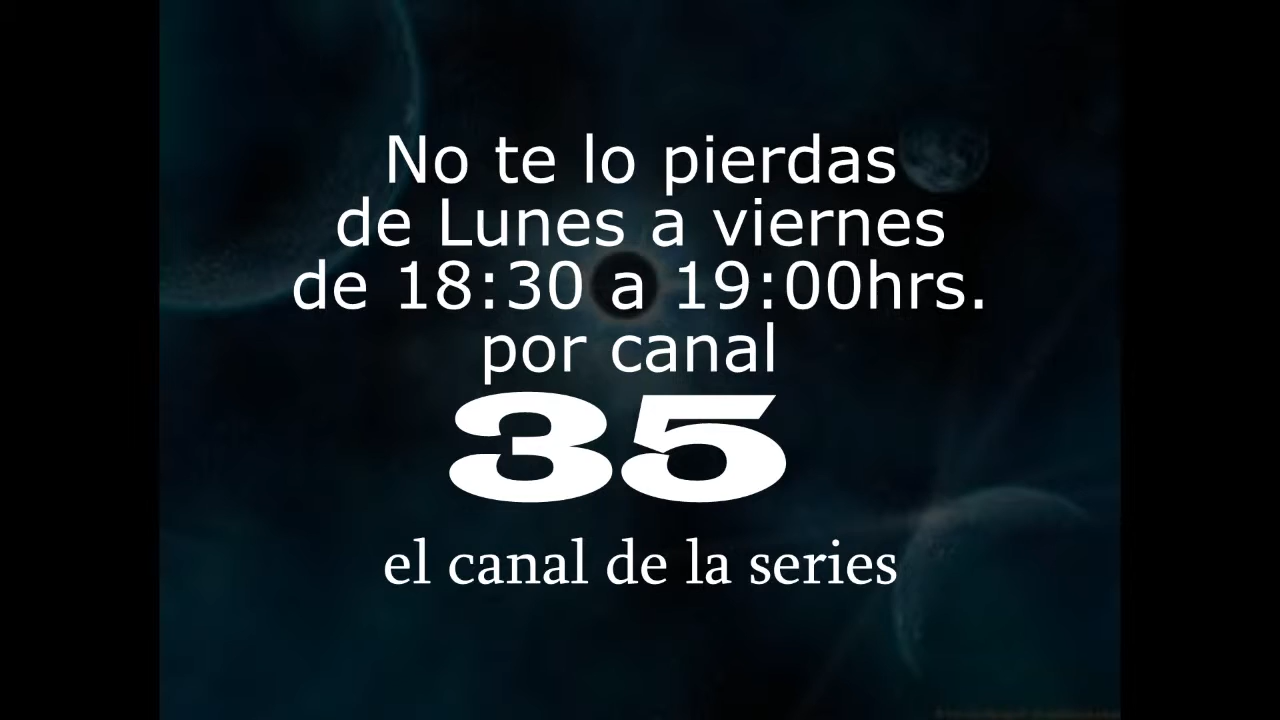 No te lo pierdas
de Lunes a viernes
de 18:30 a 19:00hrs.
por canal
35
el canal de la series